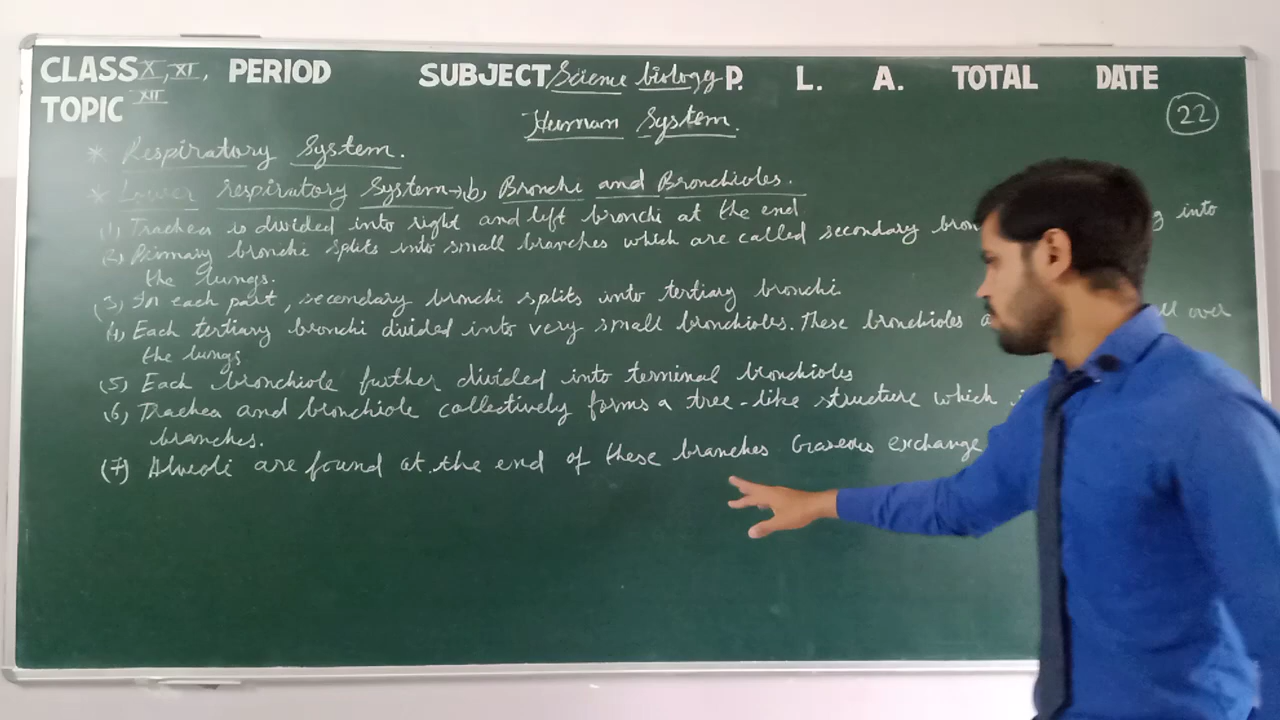 CLASS X, XI, PERIOD SUBJECT Science biology P. L. A. TOTAL DATE
TOPIC XII
Human System. 22
* Respiratory System.
* Lower respiratory System → b, Bronchi and Bronchioles.
(1) Trachea is divided into right and left bronchi at the end
(2) Primary bronchi splits into small branches which are called secondary bron into
the lungs.
(3) In each part, secondary bronchi splits into tertiary bronchi
(4) Each tertiary bronchi divided into very small bronchioles. These bronchioles a ll over
the lungs
(5) Each bronchiole further divided into terminal bronchioles
(6) Trachea and bronchiole collectively forms a tree-like structure which
branches.
(7) Alveoli are found at the end of these branches Gaseous exchange